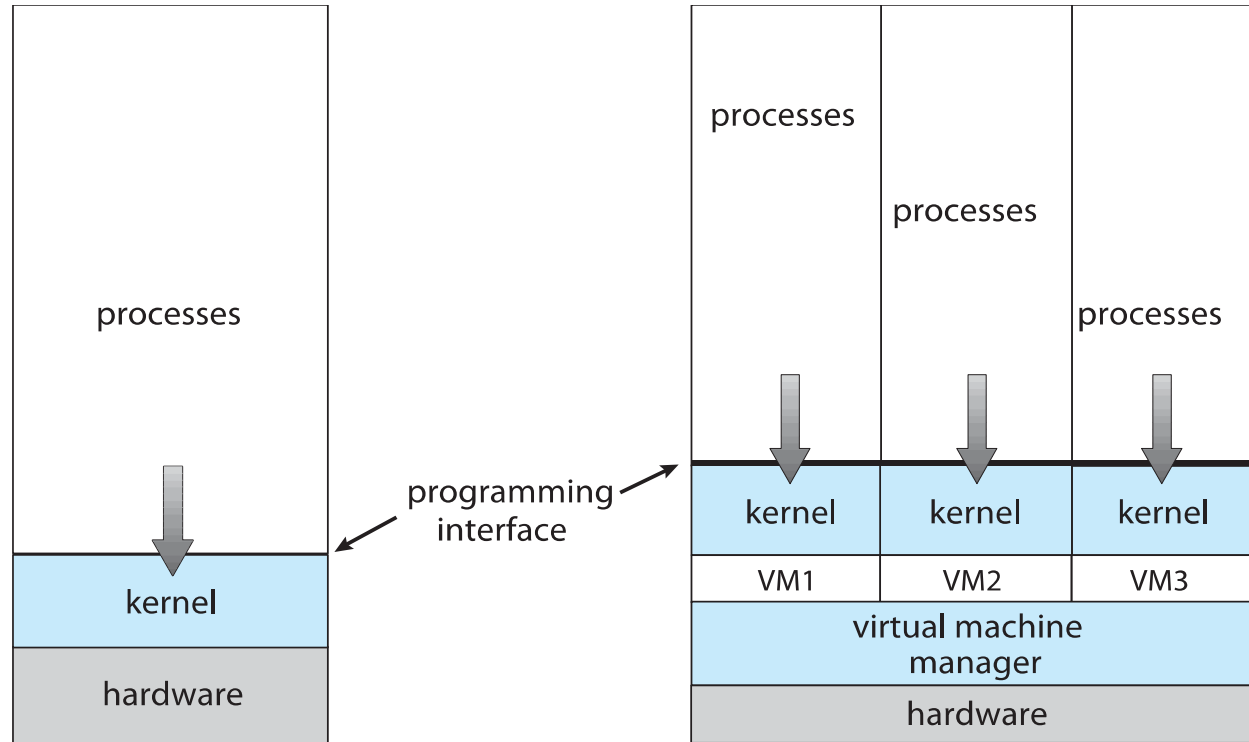 processes
programming
interface
kernel
hardware
processes
processes
processes
kernel
kernel
kernel
VM1
VM2
VM3
virtual machine
manager
hardware